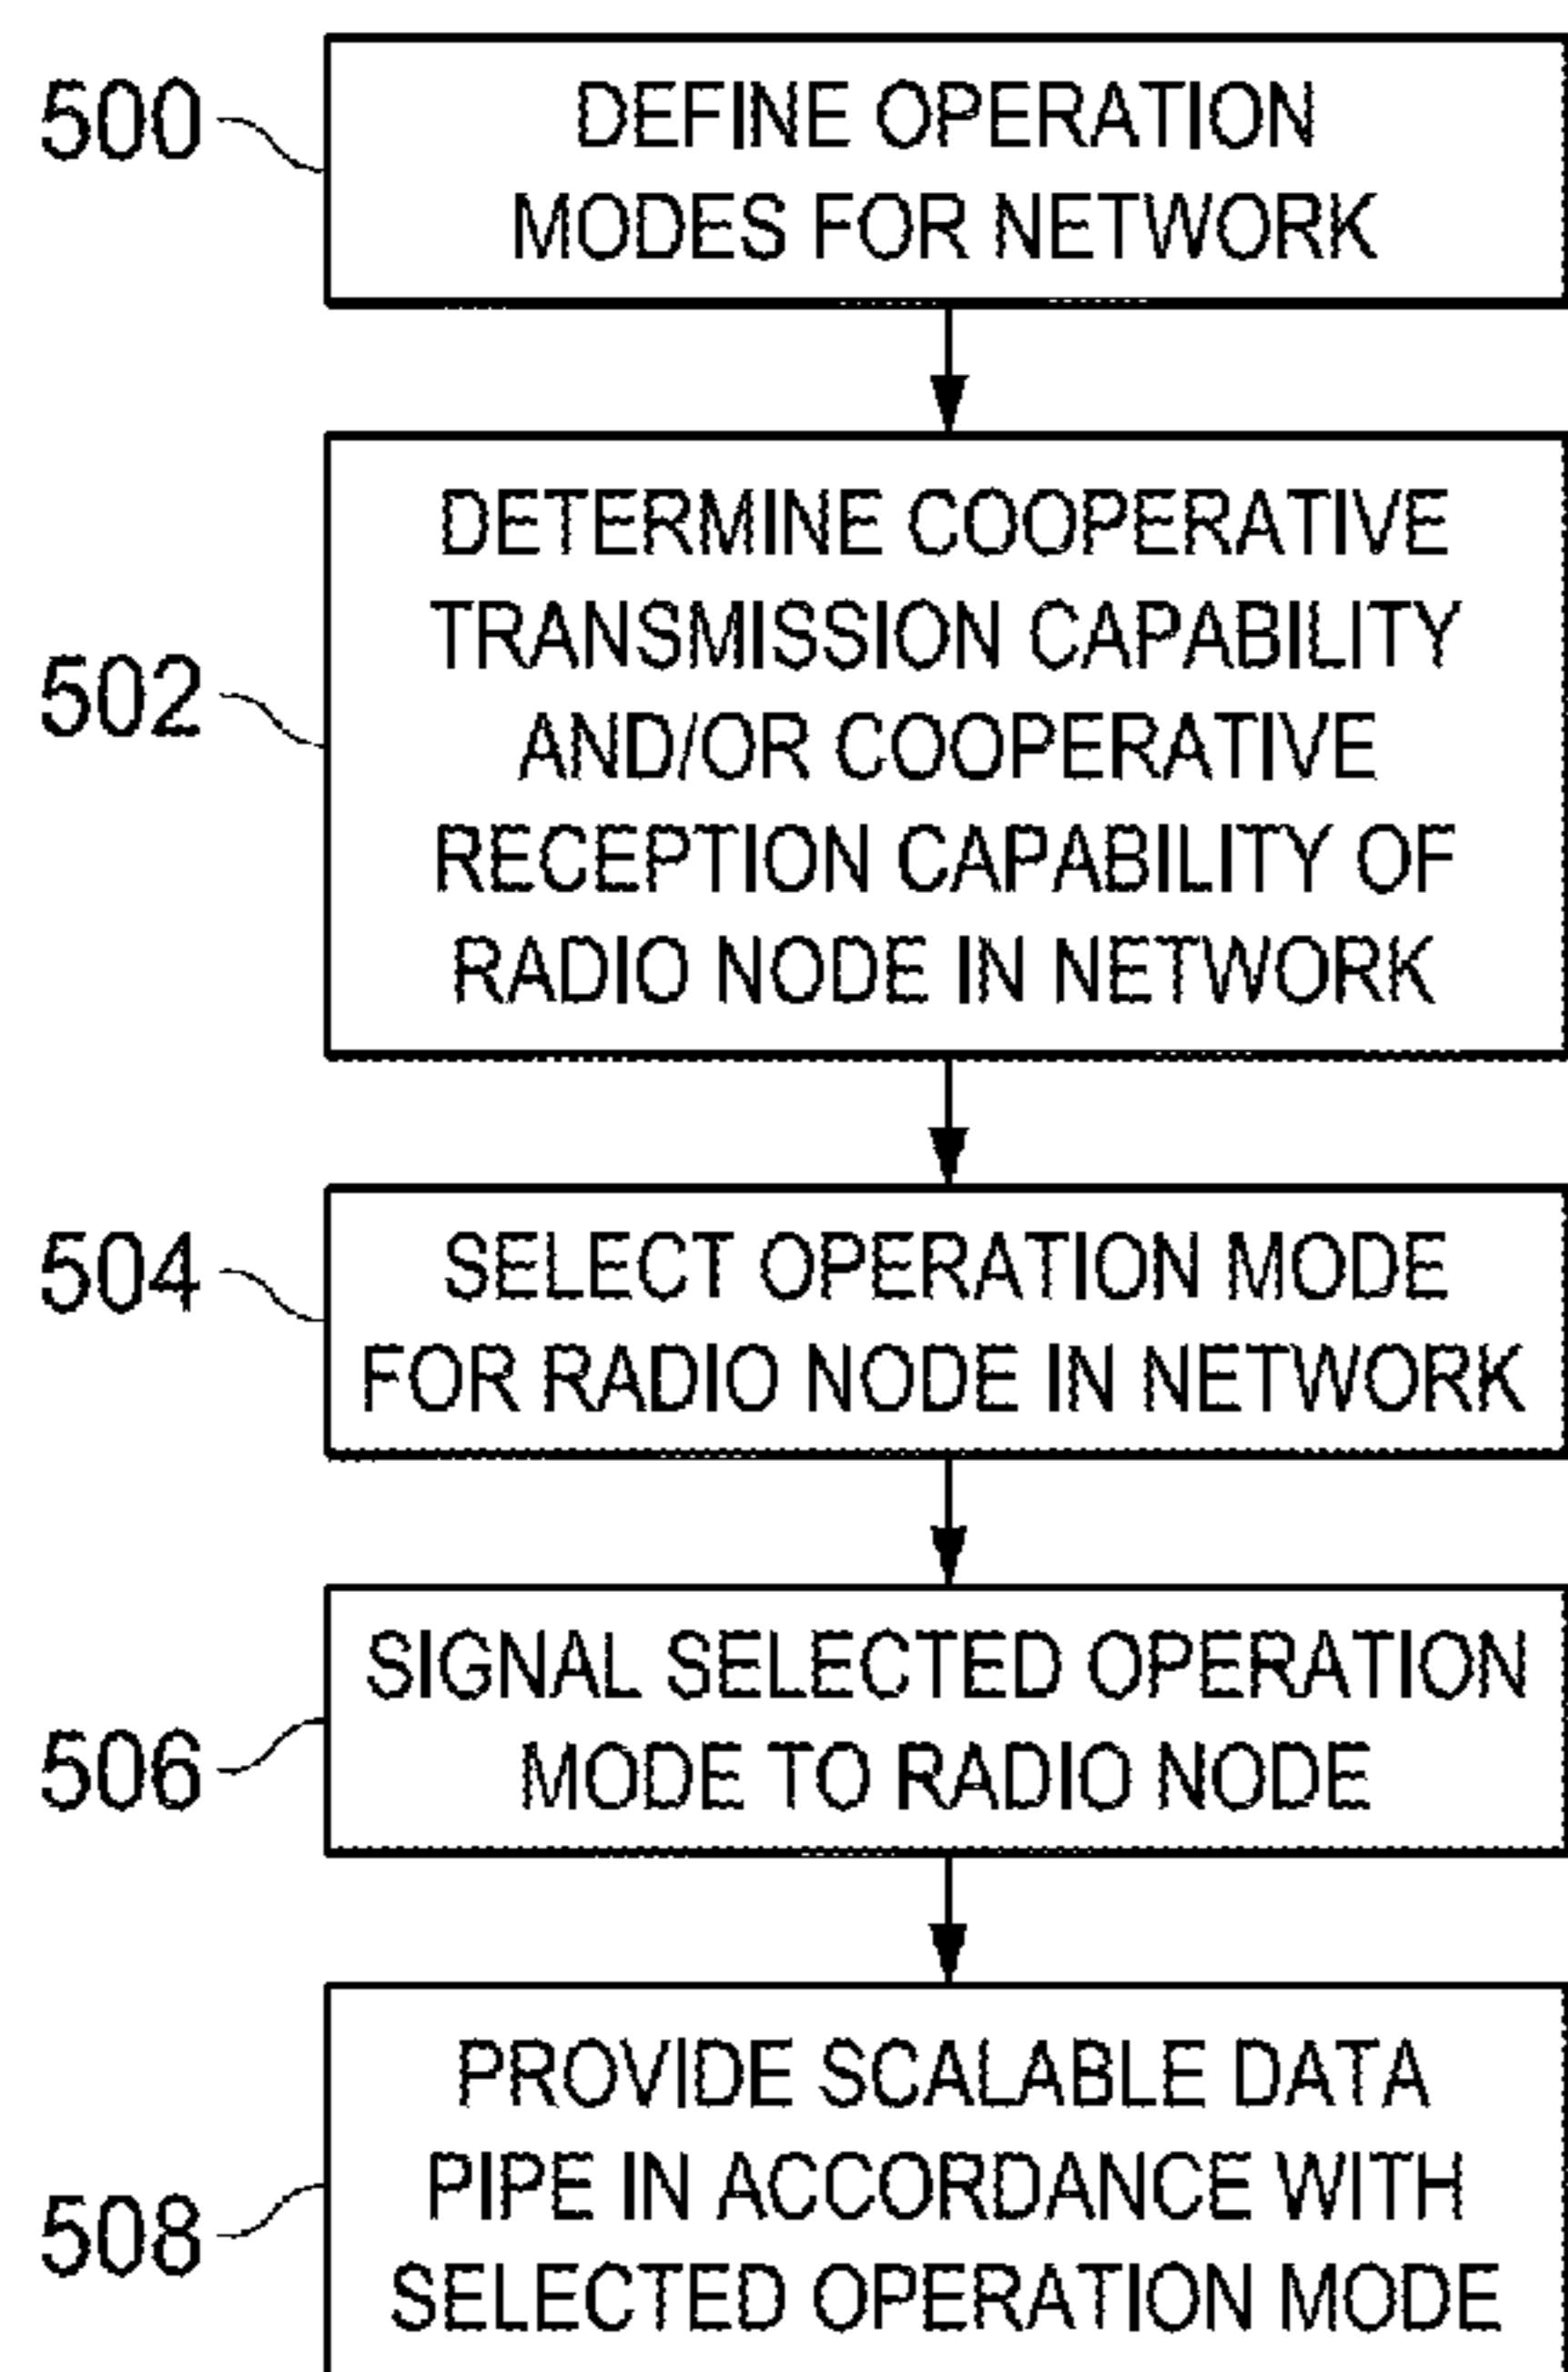 500
DEFINE OPERATION
MODES FOR NETWORK
502
DETERMINE COOPERATIVE
TRANSMISSION CAPABILITY
AND/OR COOPERATIVE
RECEPTION CAPABILITY OF
RADIO NODE IN NETWORK
504
SELECT OPERATION MODE
FOR RADIO NODE IN NETWORK
506
SIGNAL SELECTED OPERATION
MODE TO RADIO NODE
508
PROVIDE SCALABLE DATA
PIPE IN ACCORDANCE WITH
SELECTED OPERATION MODE